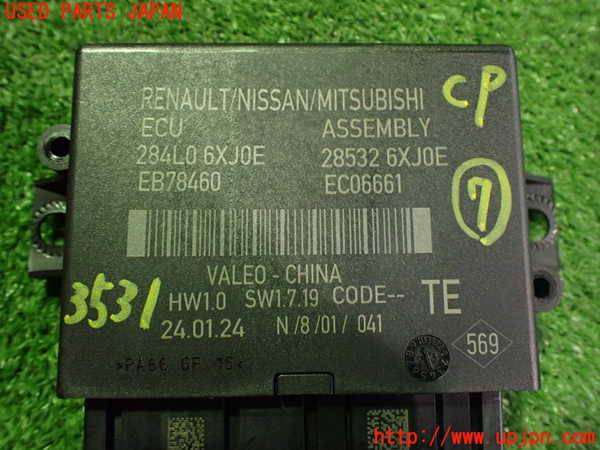 USED PARTS JAPAN
RENAULT/NISSAN/MITSUBISHI
CP
ECU ASSEMBLY
284L0 6XJ0E 28532 6XJ0E
EB78460 EC06661
7
VALEO - CHINA
3531
HW1.0 SW1.7.19 CODE-- TE
24.01.24 N/8/01/ 041
569
>PA66 GF 15<
http://www.upjpn.com/